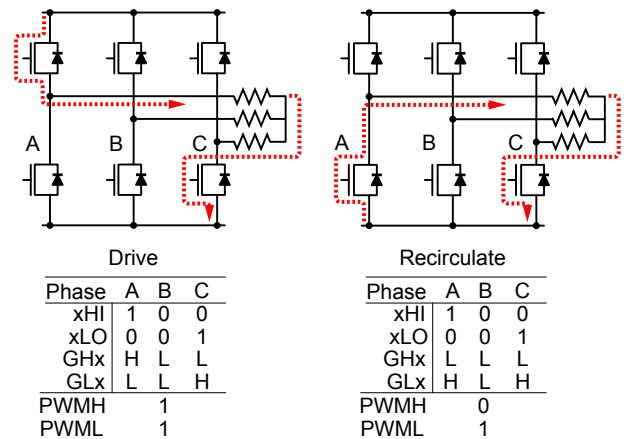 A B C
A B C
Drive
Phase A B C
xHI 1 0 0
xLO 0 0 1
GHx H L L
GLx L L H
PWMH 1
PWML 1
Recirculate
Phase A B C
xHI 1 0 0
xLO 0 0 1
GHx L L L
GLx H L H
PWMH 0
PWML 1